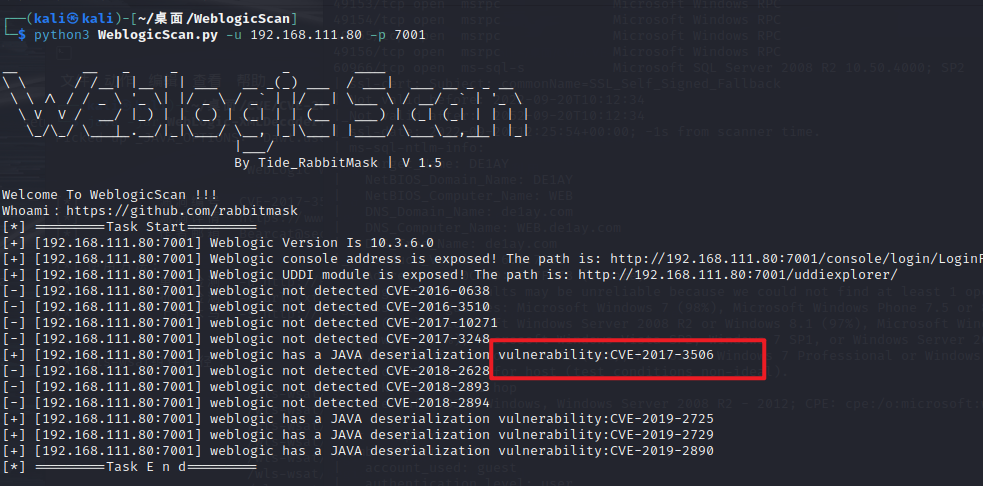 (kali㉿kali)-[~/桌面/WeblogicScan]
$ python3 WeblogicScan.py -u 192.168.111.80 -p 7001
WeblogicScan
By Tide_RabbitMask | V 1.5
Welcome To WeblogicScan !!!
Whoami：https://github.com/rabbitmask
[*] =========Task Start=========
[+] [192.168.111.80:7001] Weblogic Version Is 10.3.6.0
[+] [192.168.111.80:7001] Weblogic console address is exposed! The path is: http://192.168.111.80:7001/console/login/LoginF
[+] [192.168.111.80:7001] Weblogic UDDI module is exposed! The path is: http://192.168.111.80:7001/uddiexplorer/
[-] [192.168.111.80:7001] weblogic not detected CVE-2016-0638
[-] [192.168.111.80:7001] weblogic not detected CVE-2016-3510
[-] [192.168.111.80:7001] weblogic not detected CVE-2017-10271
[-] [192.168.111.80:7001] weblogic not detected CVE-2017-3248
[+] [192.168.111.80:7001] weblogic has a JAVA deserialization vulnerability:CVE-2017-3506
[-] [192.168.111.80:7001] weblogic not detected CVE-2018-2628
[-] [192.168.111.80:7001] weblogic not detected CVE-2018-2893
[-] [192.168.111.80:7001] weblogic not detected CVE-2018-2894
[+] [192.168.111.80:7001] weblogic has a JAVA deserialization vulnerability:CVE-2019-2725
[+] [192.168.111.80:7001] weblogic has a JAVA deserialization vulnerability:CVE-2019-2729
[+] [192.168.111.80:7001] weblogic has a JAVA deserialization vulnerability:CVE-2019-2890
[*] =========Task E n d=========